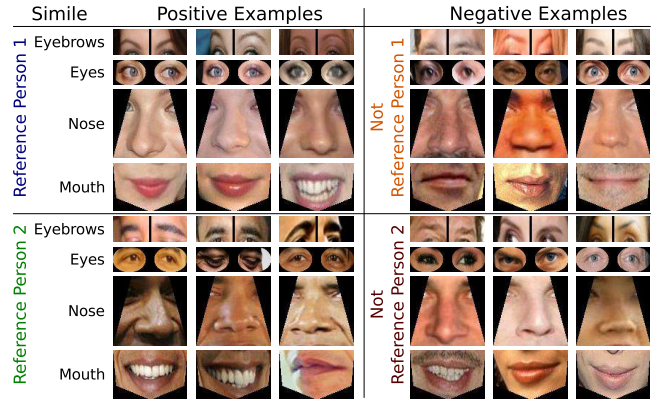 Simile Positive Examples Negative Examples
Reference Person 1
Eyebrows
Eyes
Nose
Mouth
Not
Reference Person 1
Reference Person 2
Eyebrows
Eyes
Nose
Mouth
Not
Reference Person 2